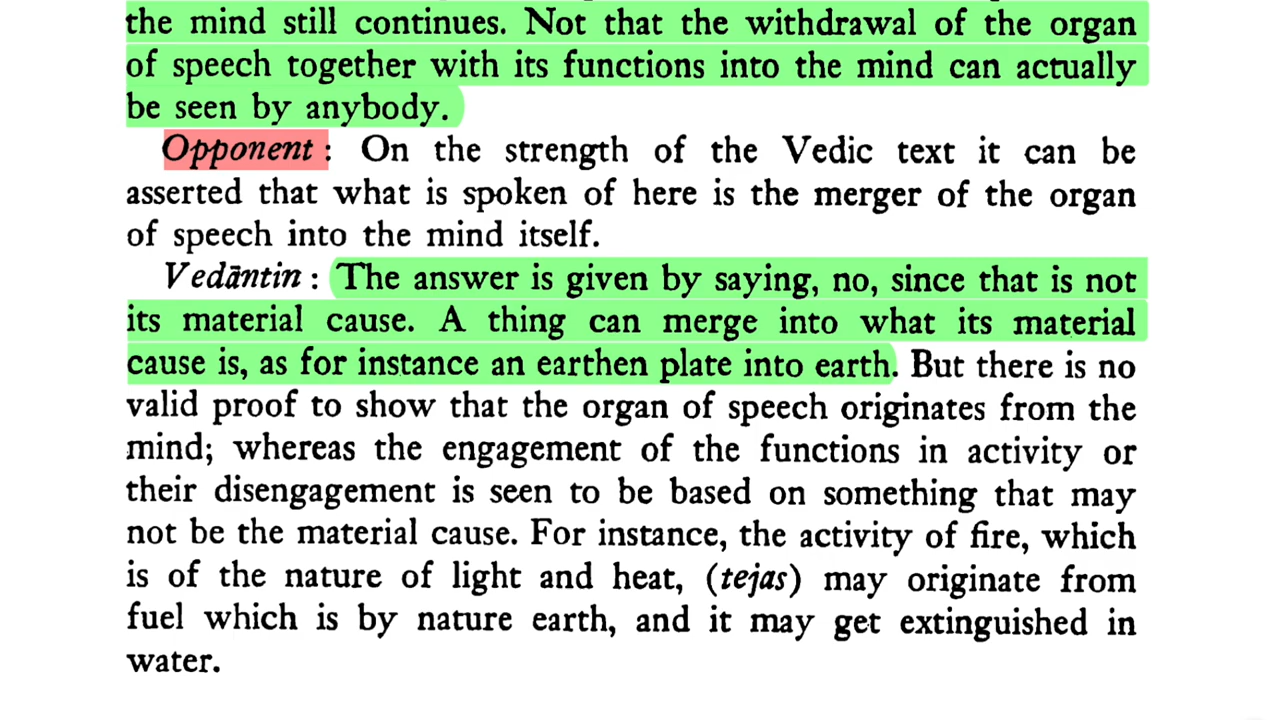 the mind still continues. Not that the withdrawal of the organ
of speech together with its functions into the mind can actually
be seen by anybody.
Opponent : On the strength of the Vedic text it can be
asserted that what is spoken of here is the merger of the organ
of speech into the mind itself.
Vedāntin : The answer is given by saying, no, since that is not
its material cause. A thing can merge into what its material
cause is, as for instance an earthen plate into earth. But there is no
valid proof to show that the organ of speech originates from the
mind; whereas the engagement of the functions in activity or
their disengagement is seen to be based on something that may
not be the material cause. For instance, the activity of fire, which
is of the nature of light and heat, (tejas) may originate from
fuel which is by nature earth, and it may get extinguished in
water.